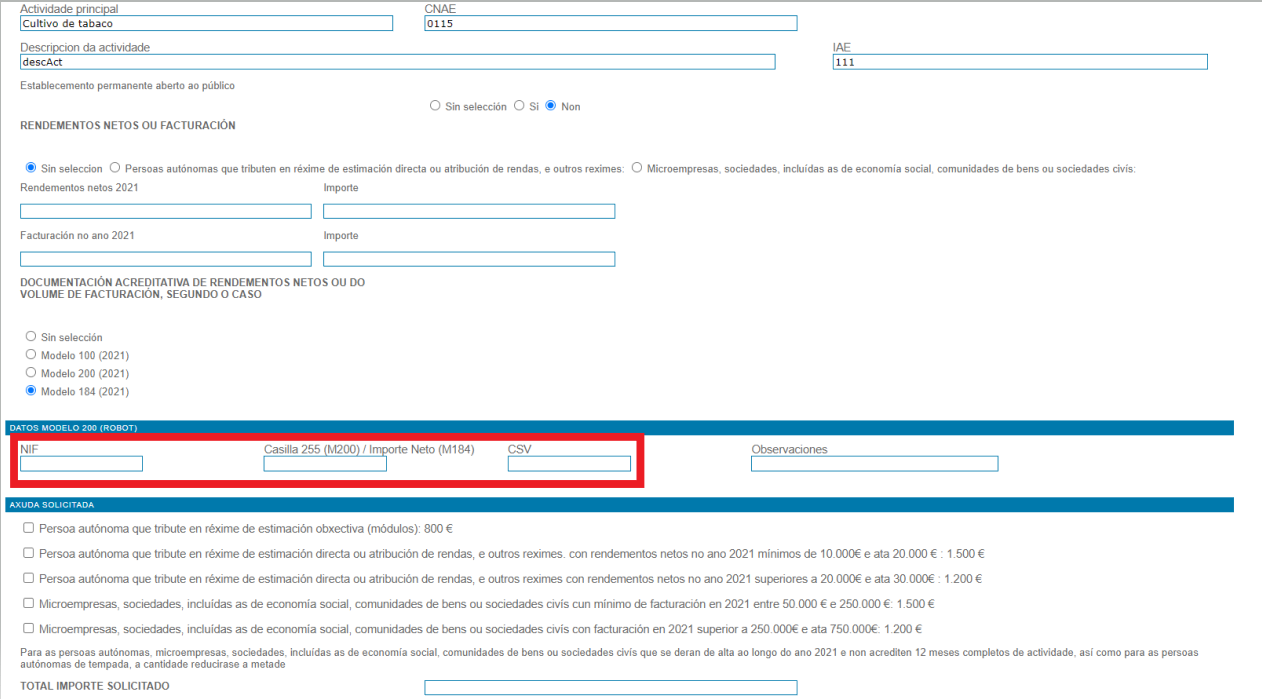 Actividade principal CNAE
Cultivo de tabaco 0115
Descripcion da actividade IAE
descAct 111
Establecemento permanente aberto ao público
Sin selección Si Non
RENDEMENTOS NETOS OU FACTURACIÓN
Sin seleccion Persoas autónomas que tributen en réxime de estimación directa ou atribución de rendas, e outros reximes: Microempresas, sociedades, incluídas as de economía social, comunidades de bens ou sociedades civís:
Rendementos netos 2021 Importe
Facturación no ano 2021 Importe
DOCUMENTACIÓN ACREDITATIVA DE RENDEMENTOS NETOS OU DO
VOLUME DE FACTURACIÓN, SEGUNDO O CASO
Sin selección
Modelo 100 (2021)
Modelo 200 (2021)
Modelo 184 (2021)
DATOS MODELO 200 (ROBOT)
NIF Casilla 255 (M200) / Importe Neto (M184) CSV Observaciones
AXUDA SOLICITADA
Persoa autónoma que tribute en réxime de estimación obxectiva (módulos): 800 €
Persoa autónoma que tribute en réxime de estimación directa ou atribución de rendas, e outros reximes. con rendementos netos no ano 2021 mínimos de 10.000€ e ata 20.000 € : 1.500 €
Persoa autónoma que tribute en réxime de estimación directa ou atribución de rendas, e outros reximes con rendementos netos no ano 2021 superiores a 20.000€ e ata 30.000€ : 1.200 €
Microempresas, sociedades, incluídas as de economía social, comunidades de bens ou sociedades civís cun mínimo de facturación en 2021 entre 50.000 € e 250.000 €: 1.500 €
Microempresas, sociedades, incluídas as de economía social, comunidades de bens ou sociedades civís con facturación en 2021 superior a 250.000€ e ata 750.000€: 1.200 €
Para as persoas autónomas, microempresas, sociedades, incluídas as de economía social, comunidades de bens ou sociedades civís que se deran de alta ao longo do ano 2021 e non acrediten 12 meses completos de actividade, así como para as persoas
autónomas de tempada, a cantidade reducirase a metade
TOTAL IMPORTE SOLICITADO